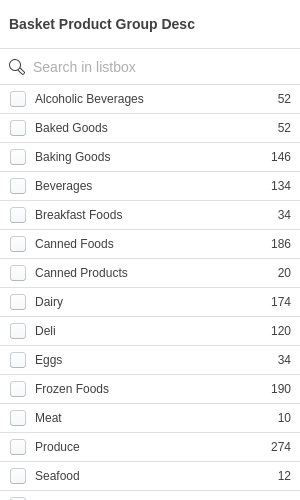 Basket Product Group Desc
Search in listbox
Alcoholic Beverages 52
Baked Goods 52
Baking Goods 146
Beverages 134
Breakfast Foods 34
Canned Foods 186
Canned Products 20
Dairy 174
Deli 120
Eggs 34
Frozen Foods 190
Meat 10
Produce 274
Seafood 12